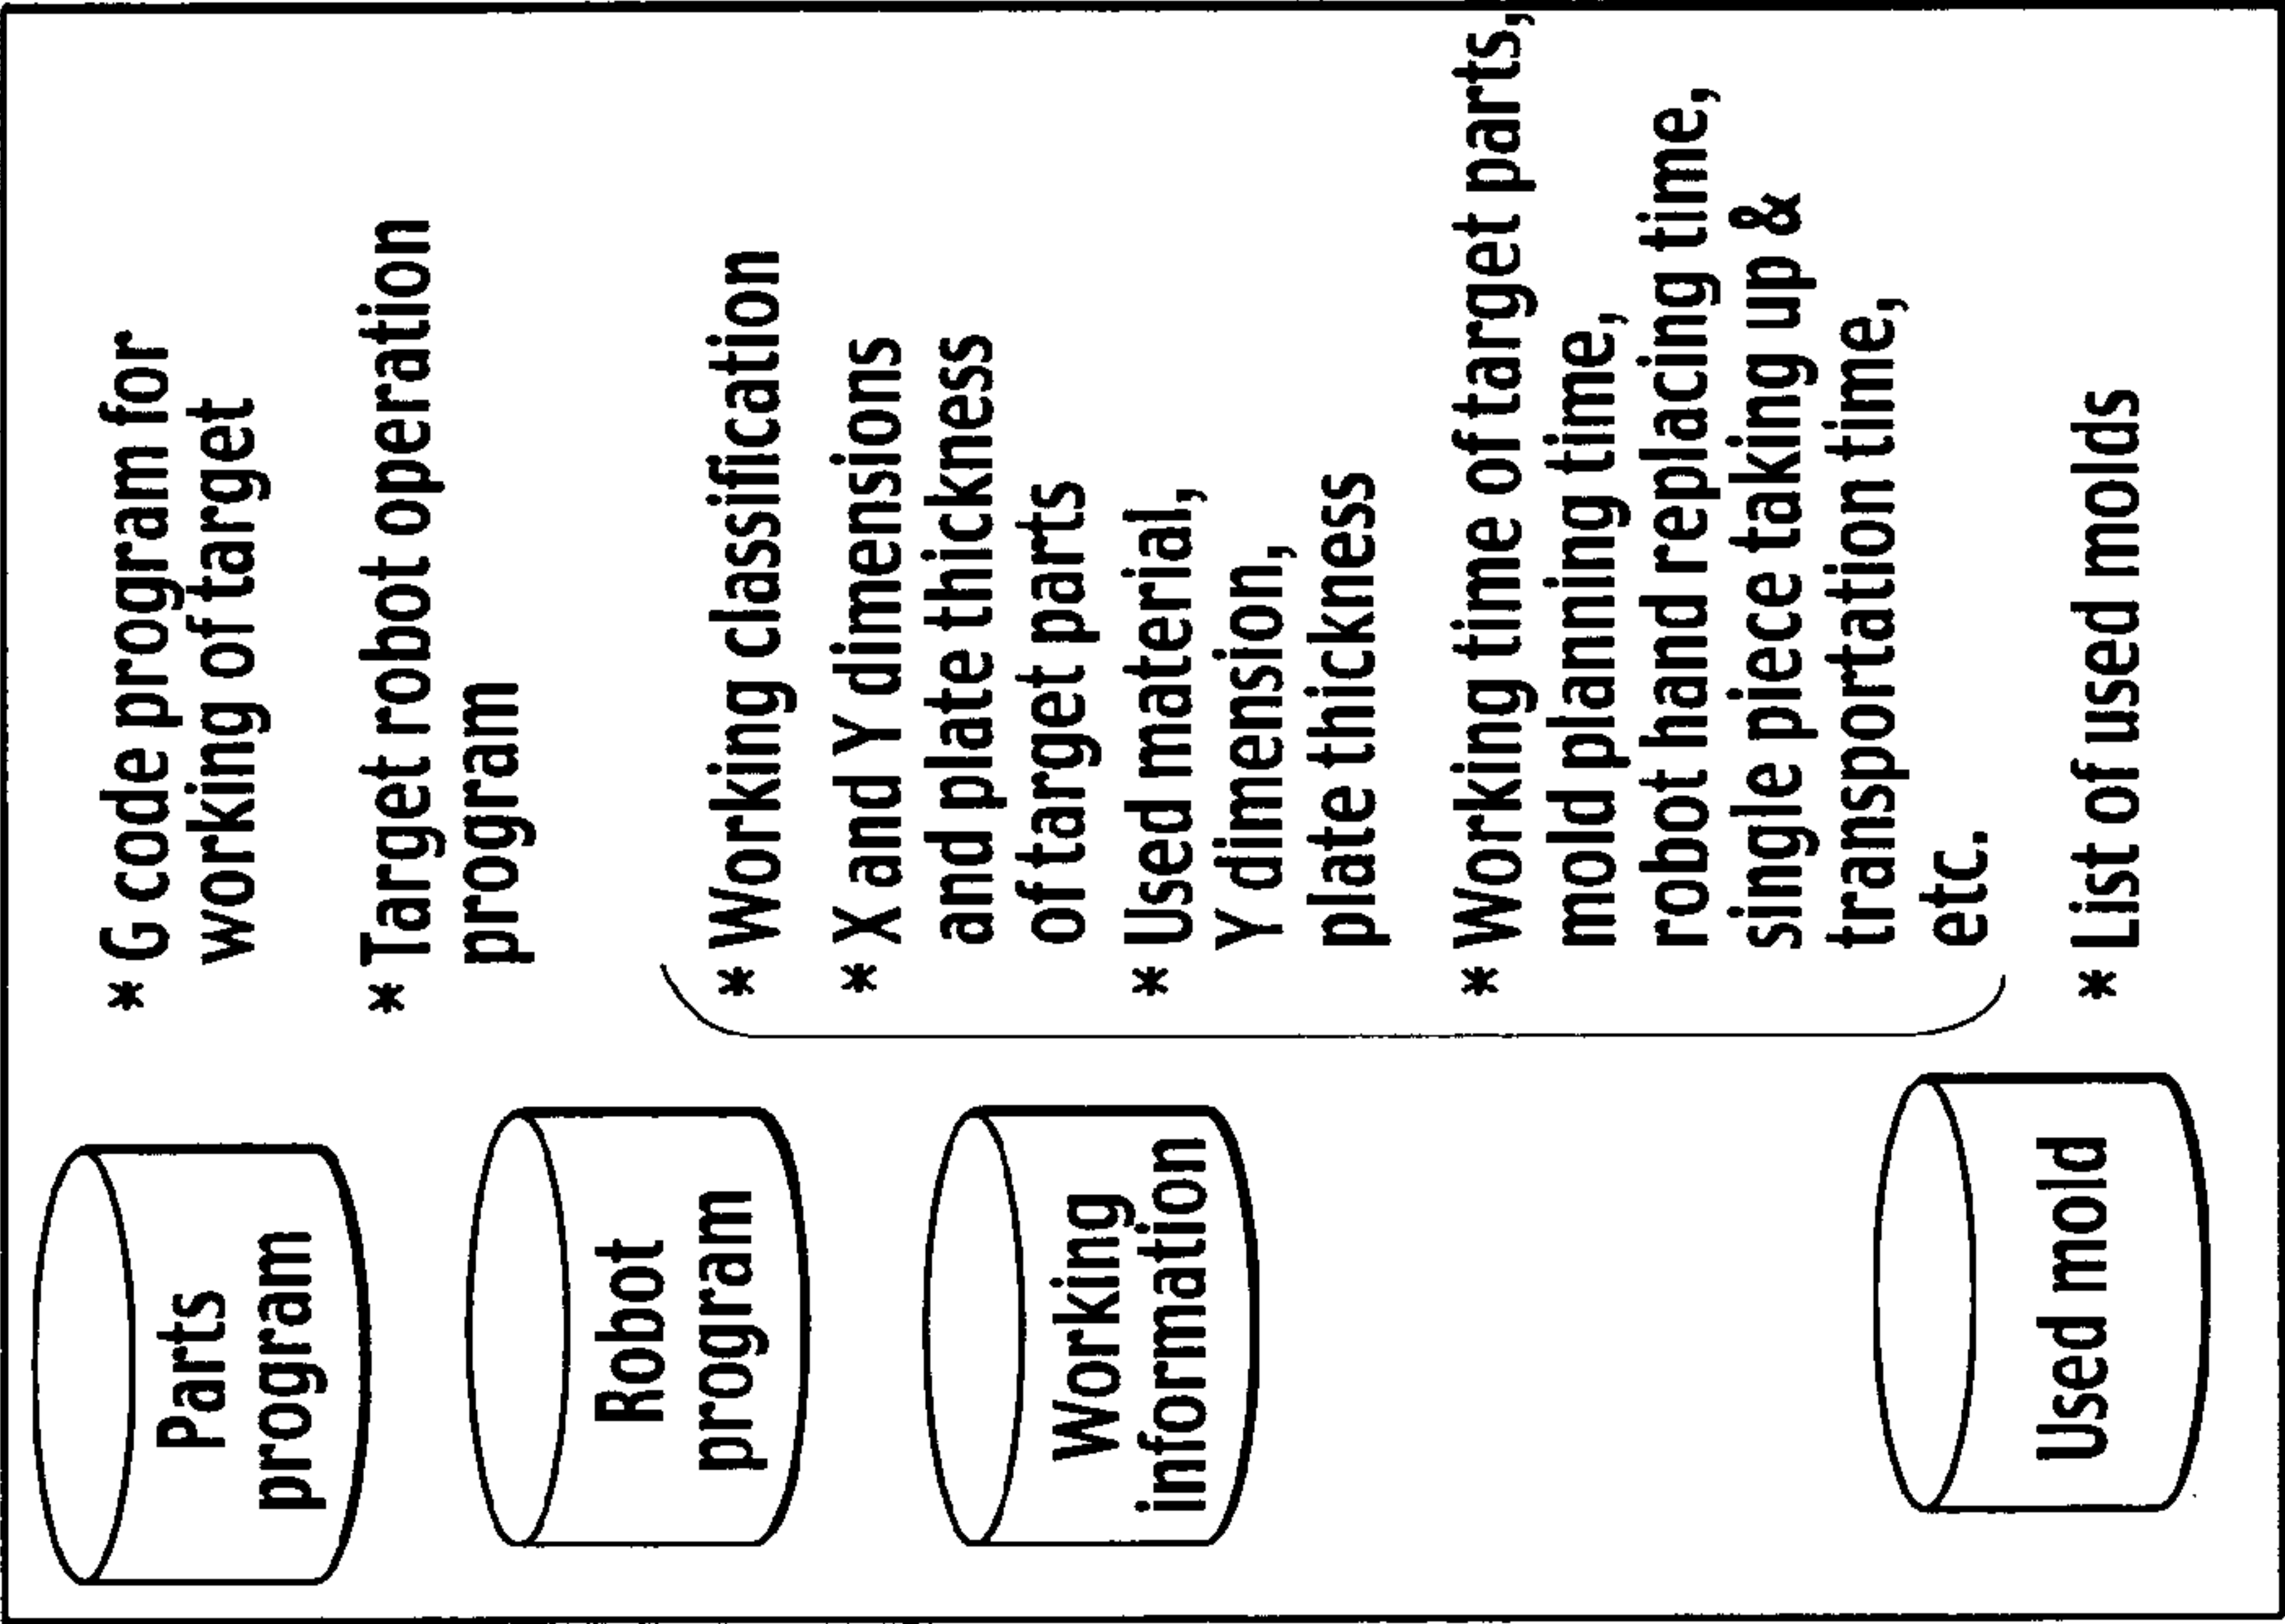 Parts
program
* G code program for
working of target
Robot
program
* Target robot operation
program
Working
information
* Working classification
* X and Y dimensions
and plate thickness
of target parts
* Used material,
Y dimension,
plate thickness
* Working time of target parts,
mold planning time,
robot hand replacing time,
single piece taking up &
transportation time,
etc.
Used mold
* List of used molds